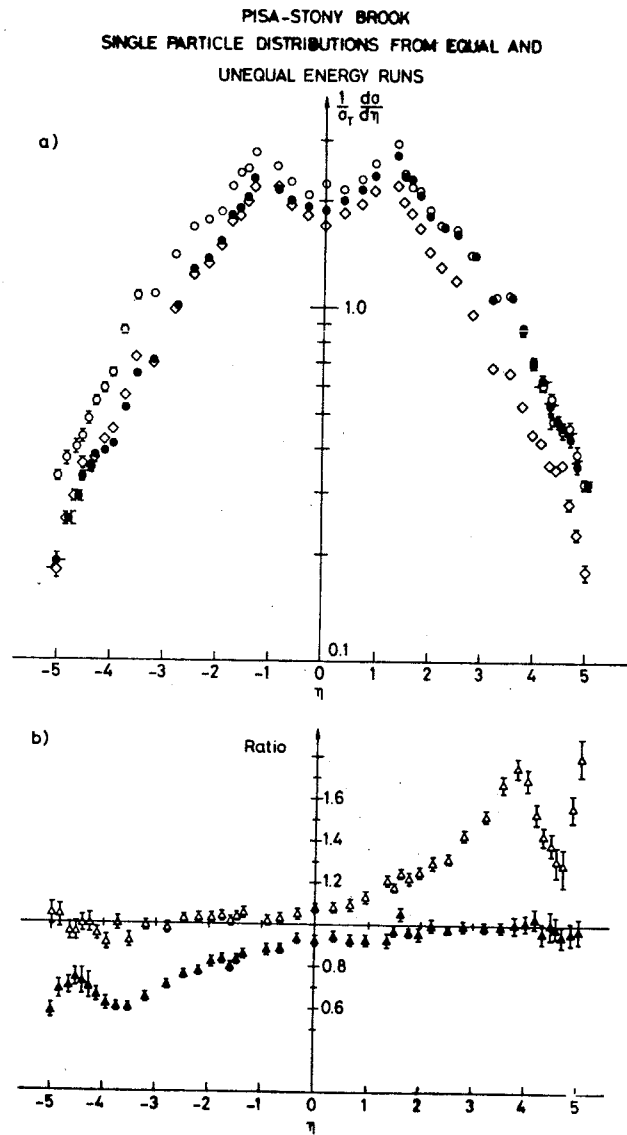 PISA-STONY BROOK
SINGLE PARTICLE DISTRIBUTIONS FROM EQUAL AND
UNEQUAL ENERGY RUNS
a)
1/σT dσ/dη
1.0
0.1
-5 -4 -3 -2 -1 0 1 2 3 4 5
η
b)
Ratio
1.6
1.4
1.2
0.8
0.6
-5 -4 -3 -2 -1 0 1 2 3 4 5
η